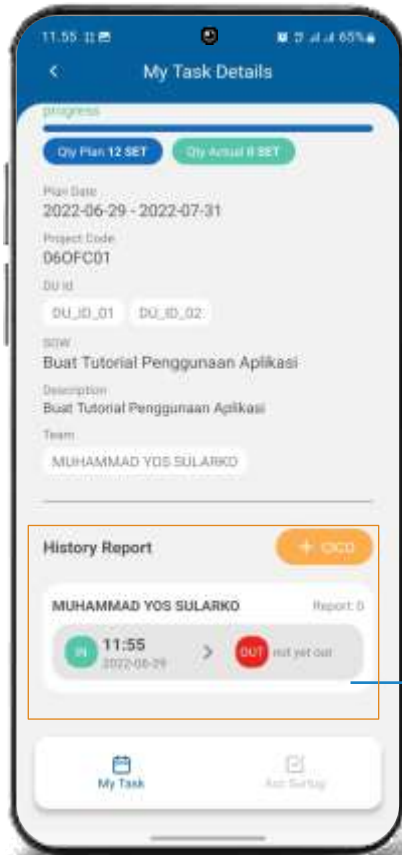 11.55
65%
My Task Details
progress
Qty Plan 12 SET
Qty Actual 0 SET
Plan Date
2022-06-29 - 2022-07-31
Project Code
06OFC01
DU Id
DU_ID_01 DU_ID_02
SOW
Buat Tutorial Penggunaan Aplikasi
Description
Buat Tutorial Penggunaan Aplikasi
Team
MUHAMMAD YOS SULARKO
History Report
+ CICO
MUHAMMAD YOS SULARKO
Report: 0
IN
11:55
2022-06-29
>
OUT
not yet out
My Task